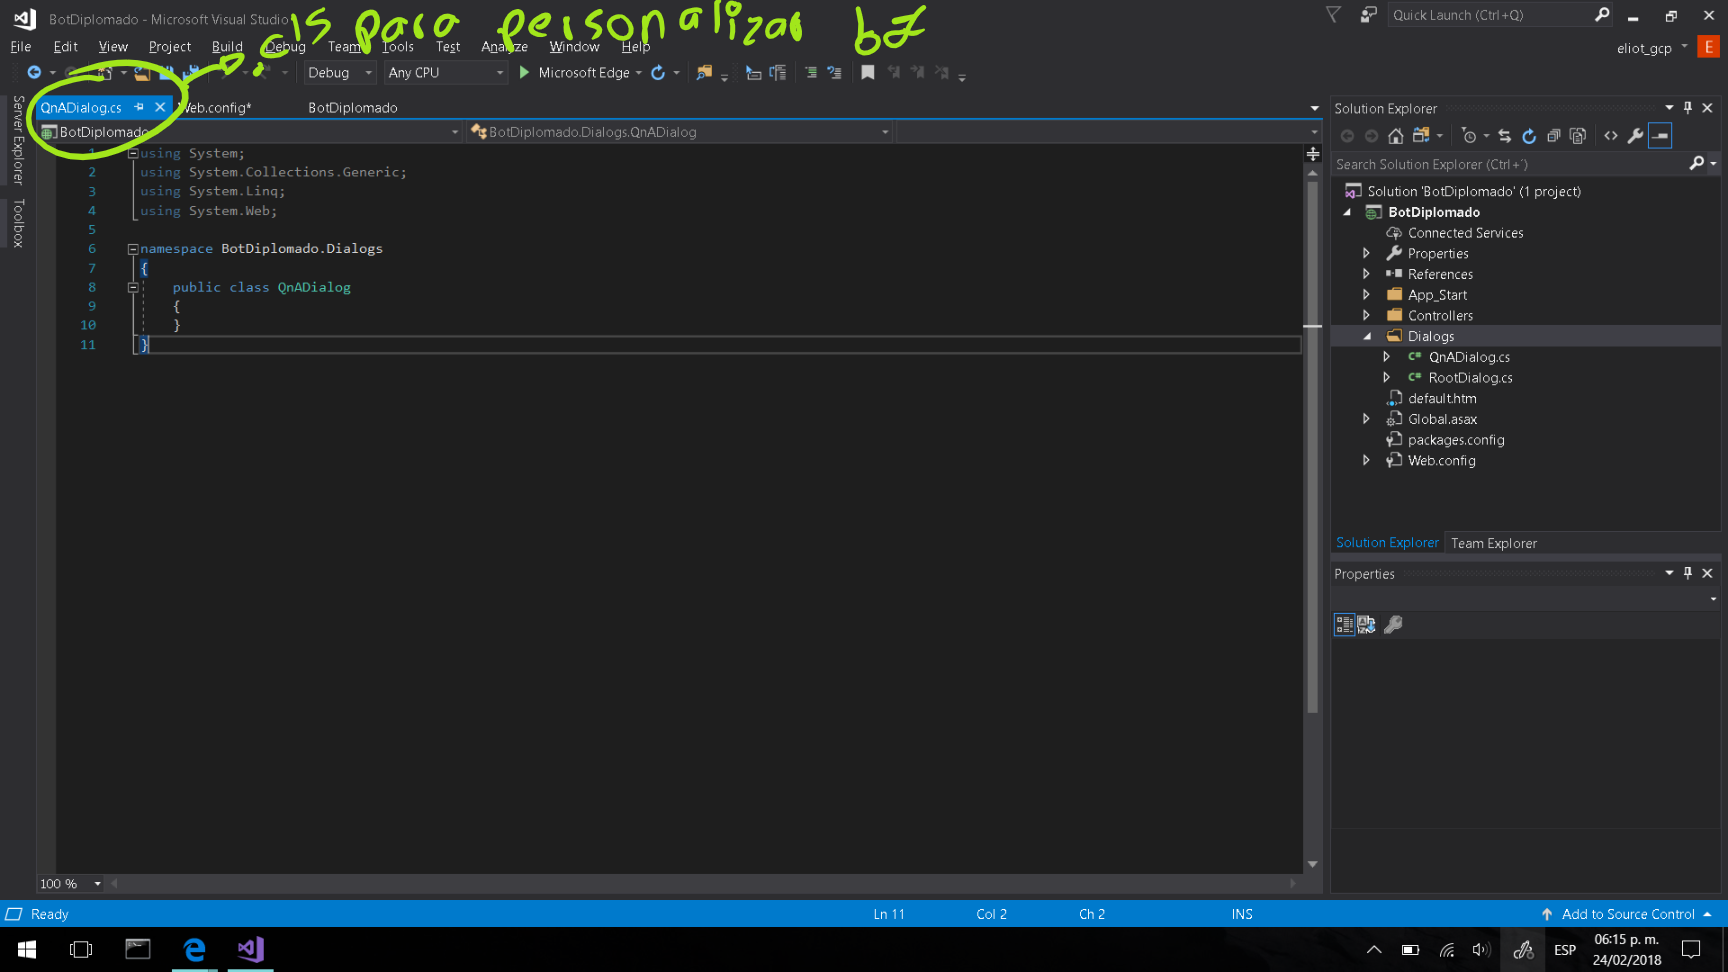 BotDiplomado - Microsoft Visual Studio
is para personalizar
Quick Launch (Ctrl+Q)
File Edit View Project Build Debug Team Tools Test Analyze Window Help
eliot_gcp E
Debug Any CPU Microsoft Edge
QnADialog.cs Web.config* BotDiplomado
BotDiplomado BotDiplomado.Dialogs.QnADialog
Server Explorer
Toolbox
1 using System;
2 using System.Collections.Generic;
3 using System.Linq;
4 using System.Web;
5
6 namespace BotDiplomado.Dialogs
7 {
8 public class QnADialog
9 {
10 }
11 }
100 %
Solution Explorer
Search Solution Explorer (Ctrl+´)
Solution 'BotDiplomado' (1 project)
BotDiplomado
Connected Services
Properties
References
App_Start
Controllers
Dialogs
C# QnADialog.cs
C# RootDialog.cs
default.htm
Global.asax
packages.config
Web.config
Solution Explorer Team Explorer
Properties
Ready Ln 11 Col 2 Ch 2 INS Add to Source Control
ESP 06:15 p. m.
24/02/2018